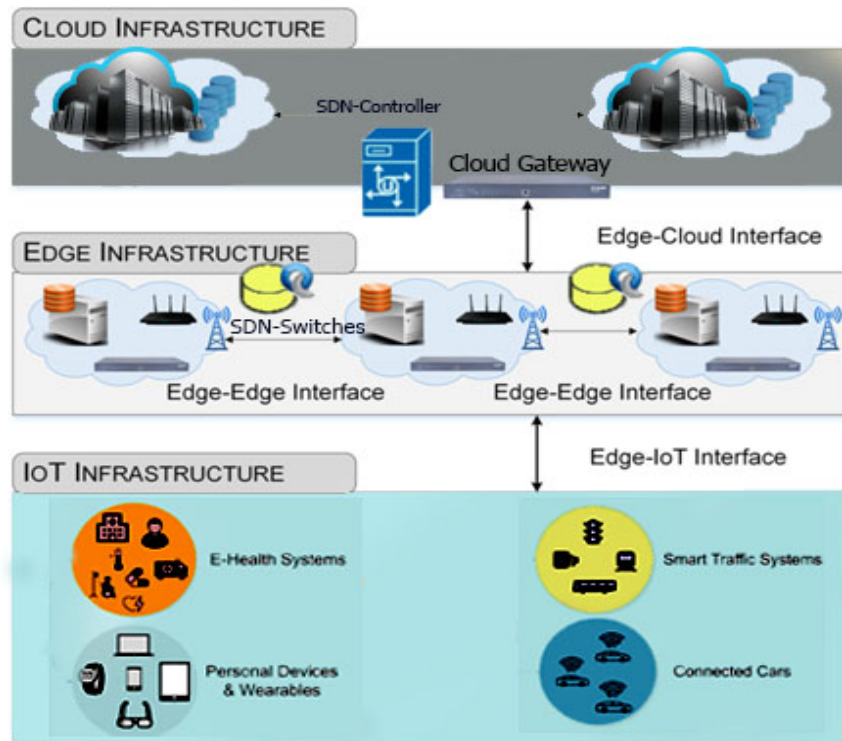 CLOUD INFRASTRUCTURE
SDN-Controller
Cloud Gateway
Edge-Cloud Interface
EDGE INFRASTRUCTURE
SDN-Switches
Edge-Edge Interface
Edge-Edge Interface
Edge-IoT Interface
IOT INFRASTRUCTURE
E-Health Systems
Smart Traffic Systems
Personal Devices
& Wearables
Connected Cars